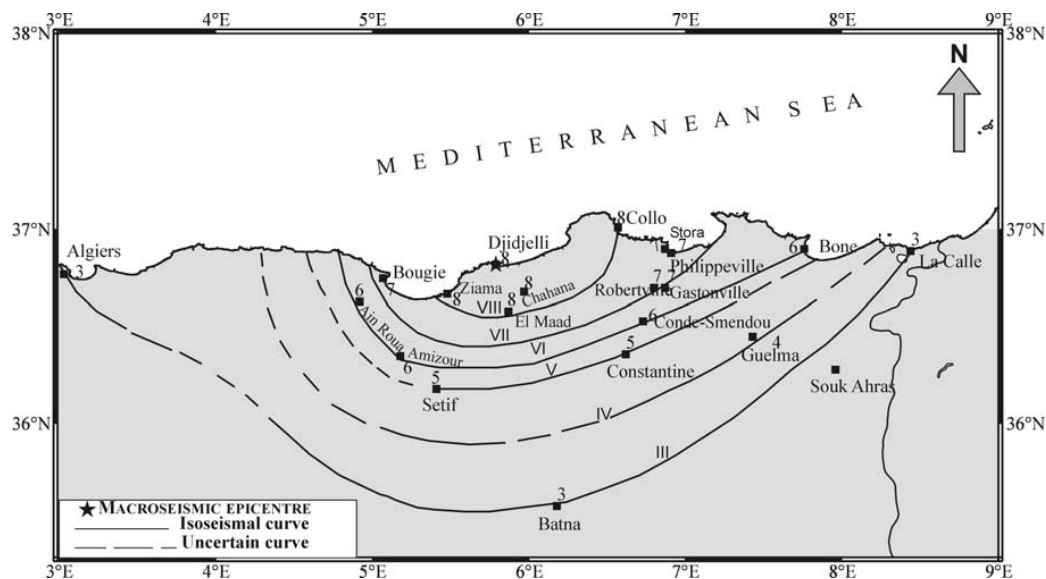 3°E 4°E 5°E 6°E 7°E 8°E 9°E
38°N 38°N
N
MEDITERRANEAN SEA
37°N 37°N
8 Collo
Stora
7
Algiers
3
Djidjelli
8
Philippeville
6 Bone
3
La Calle
Bougie
7
Ziama
8
8 Chahana
8
El Maad
VIII
Robertville
7 7
Gastonville
6
Ain Roua
VII
6
Conde-Smendou
VI
Amizour
6
V
5
Constantine
4
Guelma
5
Setif
Souk Ahras
36°N 36°N
IV
III
3
Batna
MACROSEISMIC EPICENTRE
Isoseismal curve
Uncertain curve
3°E 4°E 5°E 6°E 7°E 8°E 9°E